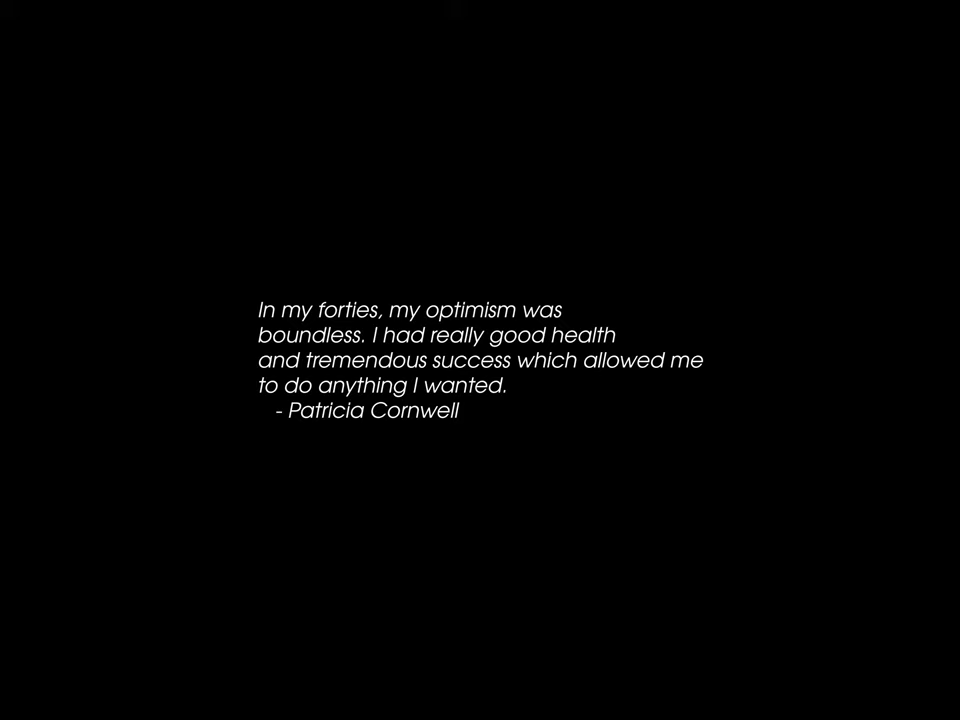 In my forties, my optimism was
boundless. I had really good health
and tremendous success which allowed me
to do anything I wanted.
- Patricia Cornwell